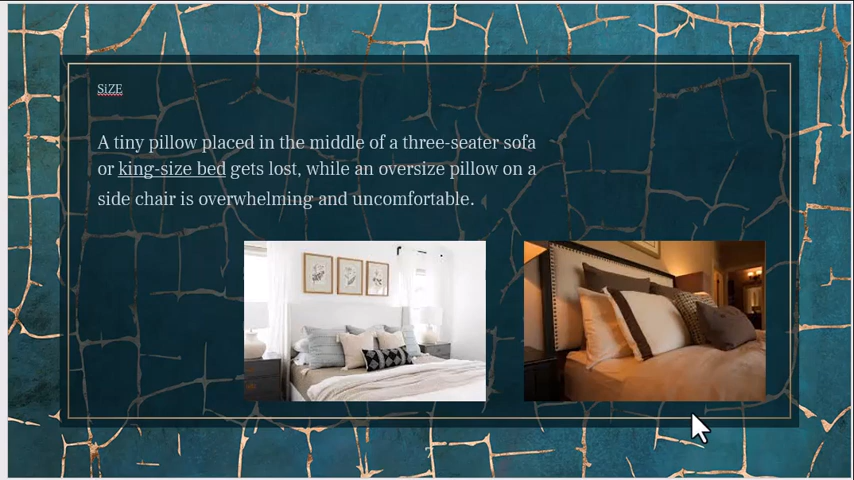 SiZE
A tiny pillow placed in the middle of a three-seater sofa
or king-size bed gets lost, while an oversize pillow on a
side chair is overwhelming and uncomfortable.